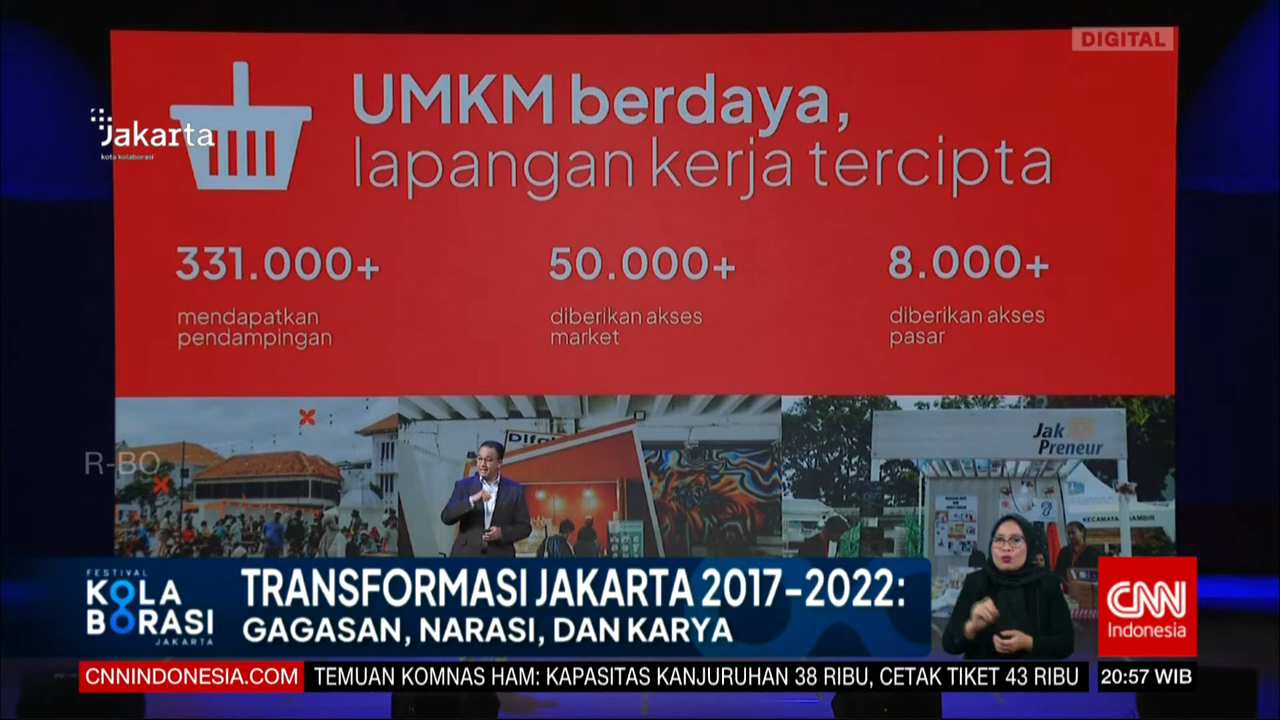 DIGITAL
UMKM berdaya,
lapangan kerja tercipta
Jakarta
kota kolaborasi
331.000+
mendapatkan
pendampingan
50.000+
diberikan akses
market
8.000+
diberikan akses
pasar
R-BO
Jak
Preneur
FESTIVAL
KOLA
BORASI
JAKARTA
TRANSFORMASI JAKARTA 2017-2022:
GAGASAN, NARASI, DAN KARYA
CNN
Indonesia
CNNINDONESIA.COM
TEMUAN KOMNAS HAM: KAPASITAS KANJURUHAN 38 RIBU, CETAK TIKET 43 RIBU
20:57 WIB